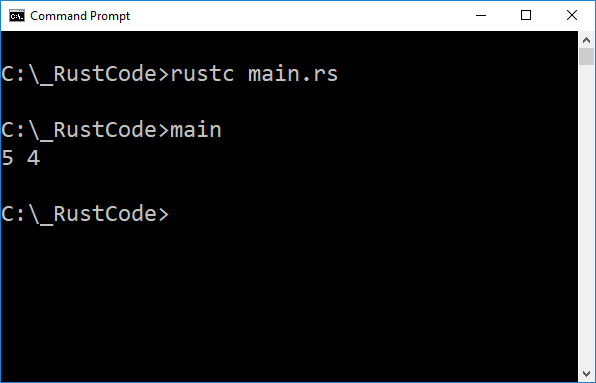 Command Prompt
C:\_RustCode>rustc main.rs
C:\_RustCode>main
5 4
C:\_RustCode>